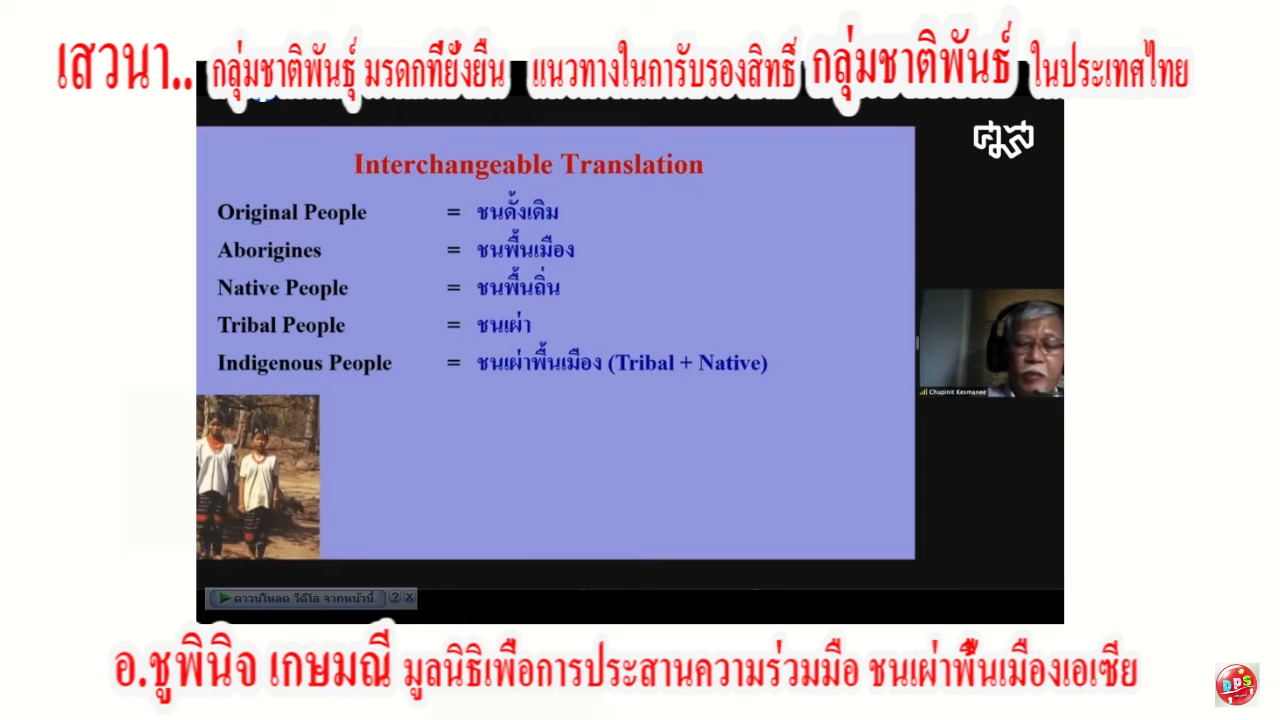 เสวนา.. กลุ่มชาติพันธุ์ มรดกที่ยั่งยืน แนวทางในการับรองสิทธิ์ กลุ่มชาติพันธ์ ในประเทศไทย
ศมส
Interchangeable Translation
Original People = ชนดั้งเดิม
Aborigines = ชนพื้นเมือง
Native People = ชนพื้นถิ่น
Tribal People = ชนเผ่า
Indigenous People = ชนเผ่าพื้นเมือง (Tribal + Native)
Chupinit Kesmanee
ดาวน์โหลด วีดีโอ จากหน้านี้ ? X
อ.ชูพินิจ เกษมณี มูลนิธิเพื่อการประสานความร่วมมือ ชนเผ่าพื้นเมืองเอเซีย
DPS